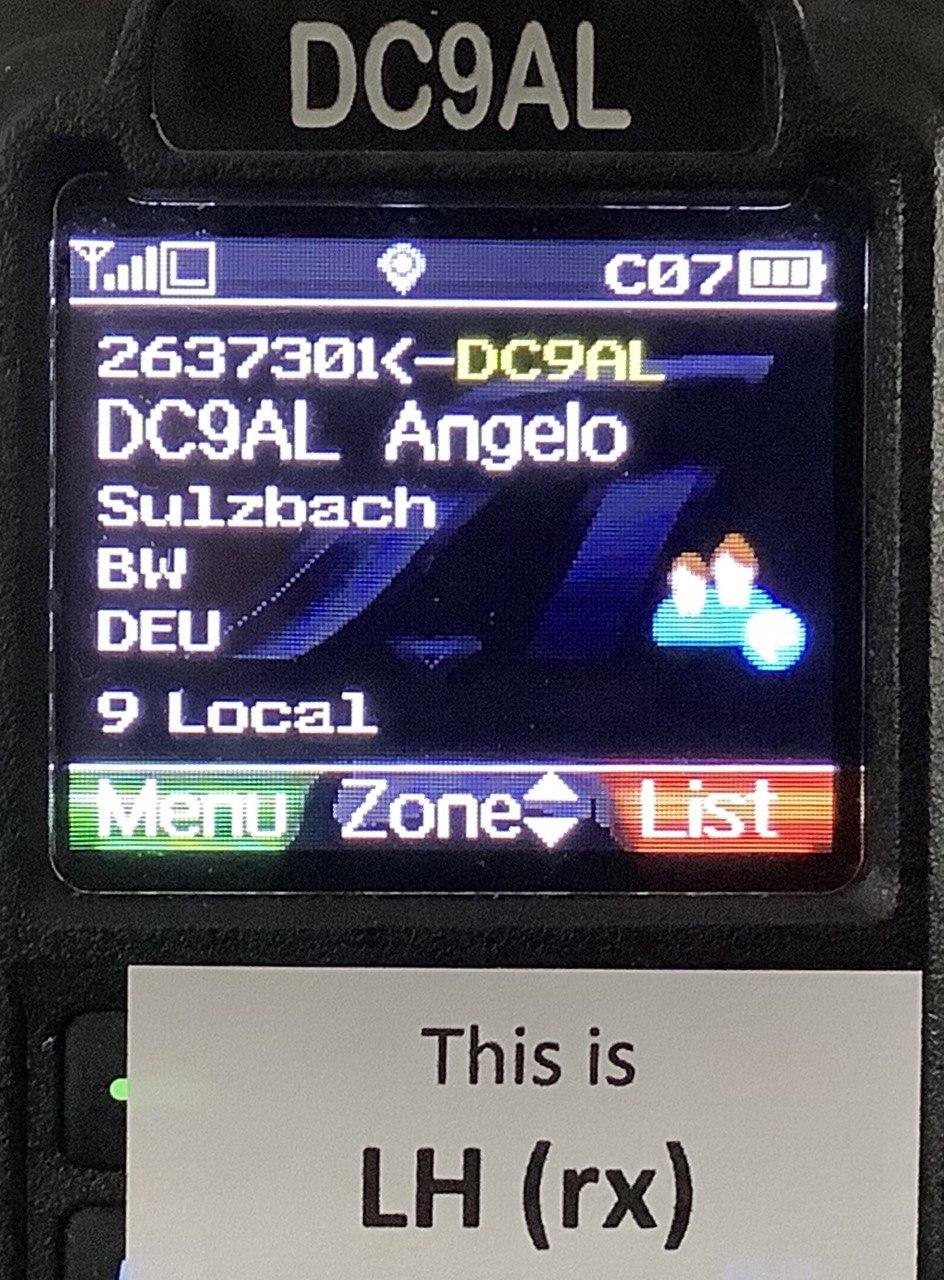 DC9AL
L C07
2637301<-DC9AL
DC9AL Angelo
Sulzbach
BW
DEU
9 Local
Menu Zone List
This is
LH (rx)